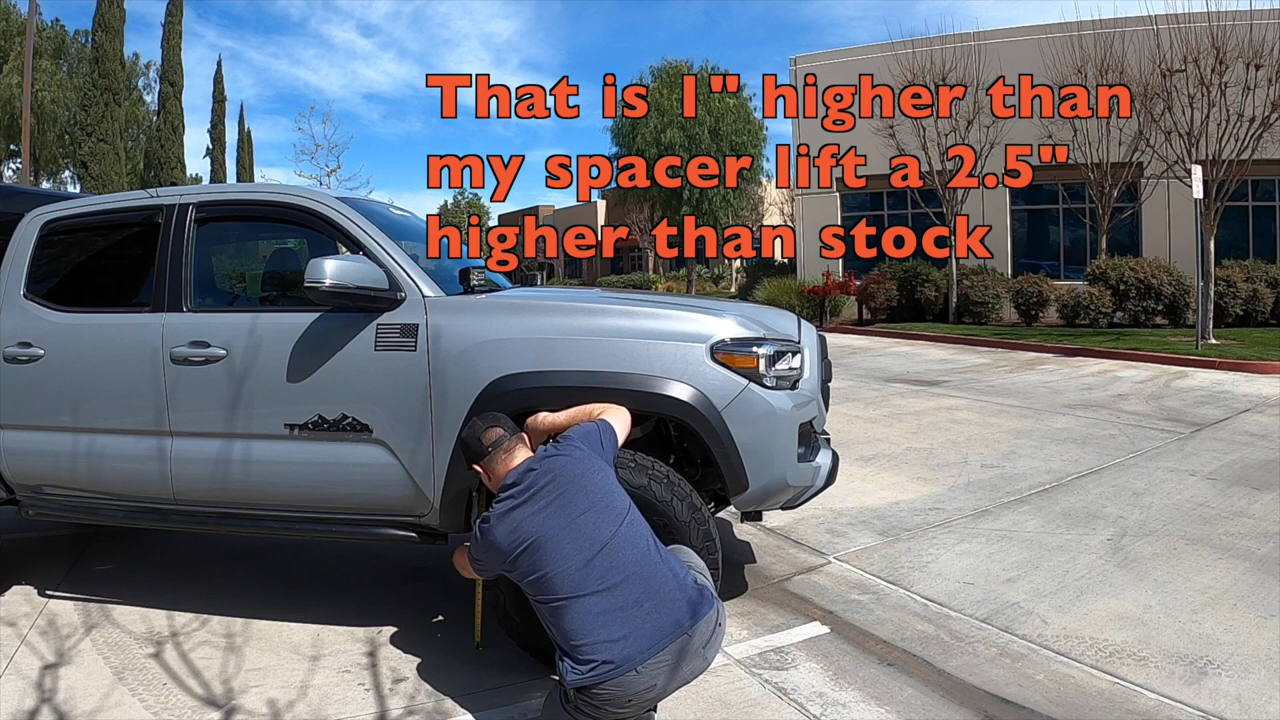 That is 1" higher than
my spacer lift a 2.5"
higher than stock